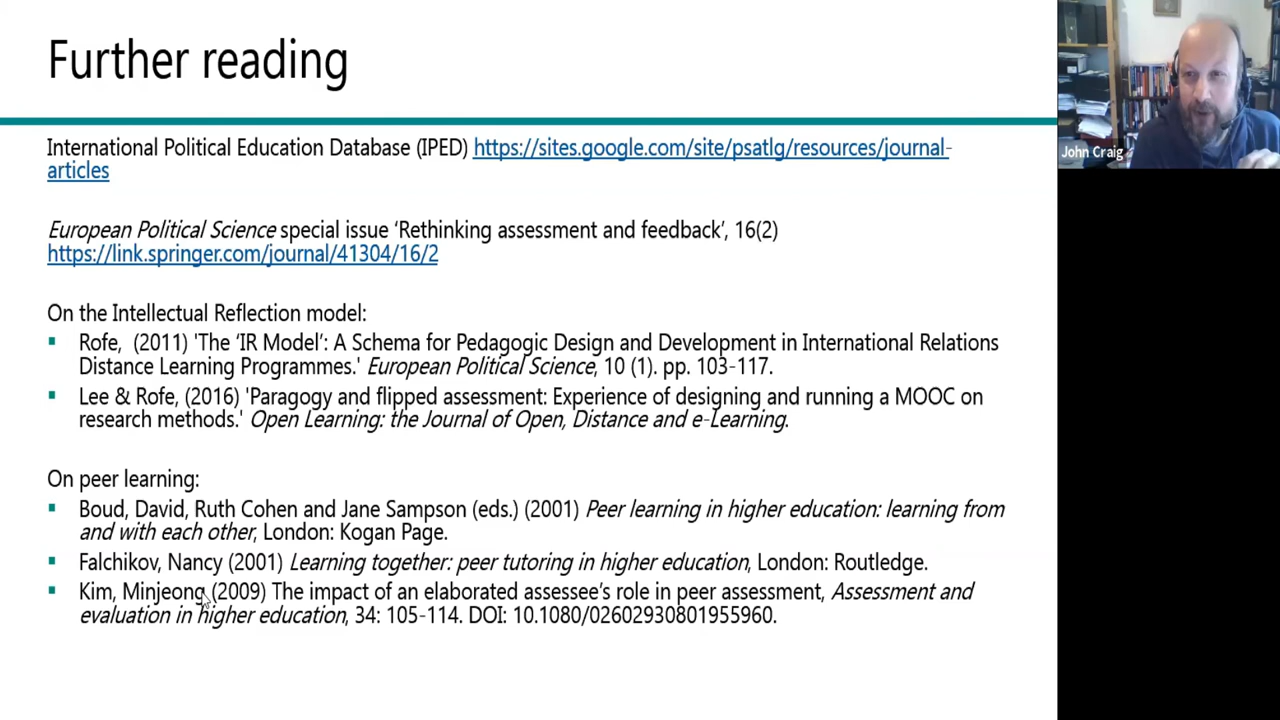 Further reading
International Political Education Database (IPED) https://sites.google.com/site/psatlg/resources/journal-
articles
European Political Science special issue ‘Rethinking assessment and feedback’, 16(2)
https://link.springer.com/journal/41304/16/2
On the Intellectual Reflection model:
▪ Rofe,  (2011) 'The ‘IR Model’: A Schema for Pedagogic Design and Development in International Relations
Distance Learning Programmes.' European Political Science, 10 (1). pp. 103-117.
▪ Lee & Rofe, (2016) 'Paragogy and flipped assessment: Experience of designing and running a MOOC on
research methods.' Open Learning: the Journal of Open, Distance and e-Learning.
On peer learning:
▪ Boud, David, Ruth Cohen and Jane Sampson (eds.) (2001) Peer learning in higher education: learning from
and with each other, London: Kogan Page.
▪ Falchikov, Nancy (2001) Learning together: peer tutoring in higher education, London: Routledge.
▪ Kim, Minjeong (2009) The impact of an elaborated assessee’s role in peer assessment, Assessment and
evaluation in higher education, 34: 105-114. DOI: 10.1080/02602930801955960.
John Craig